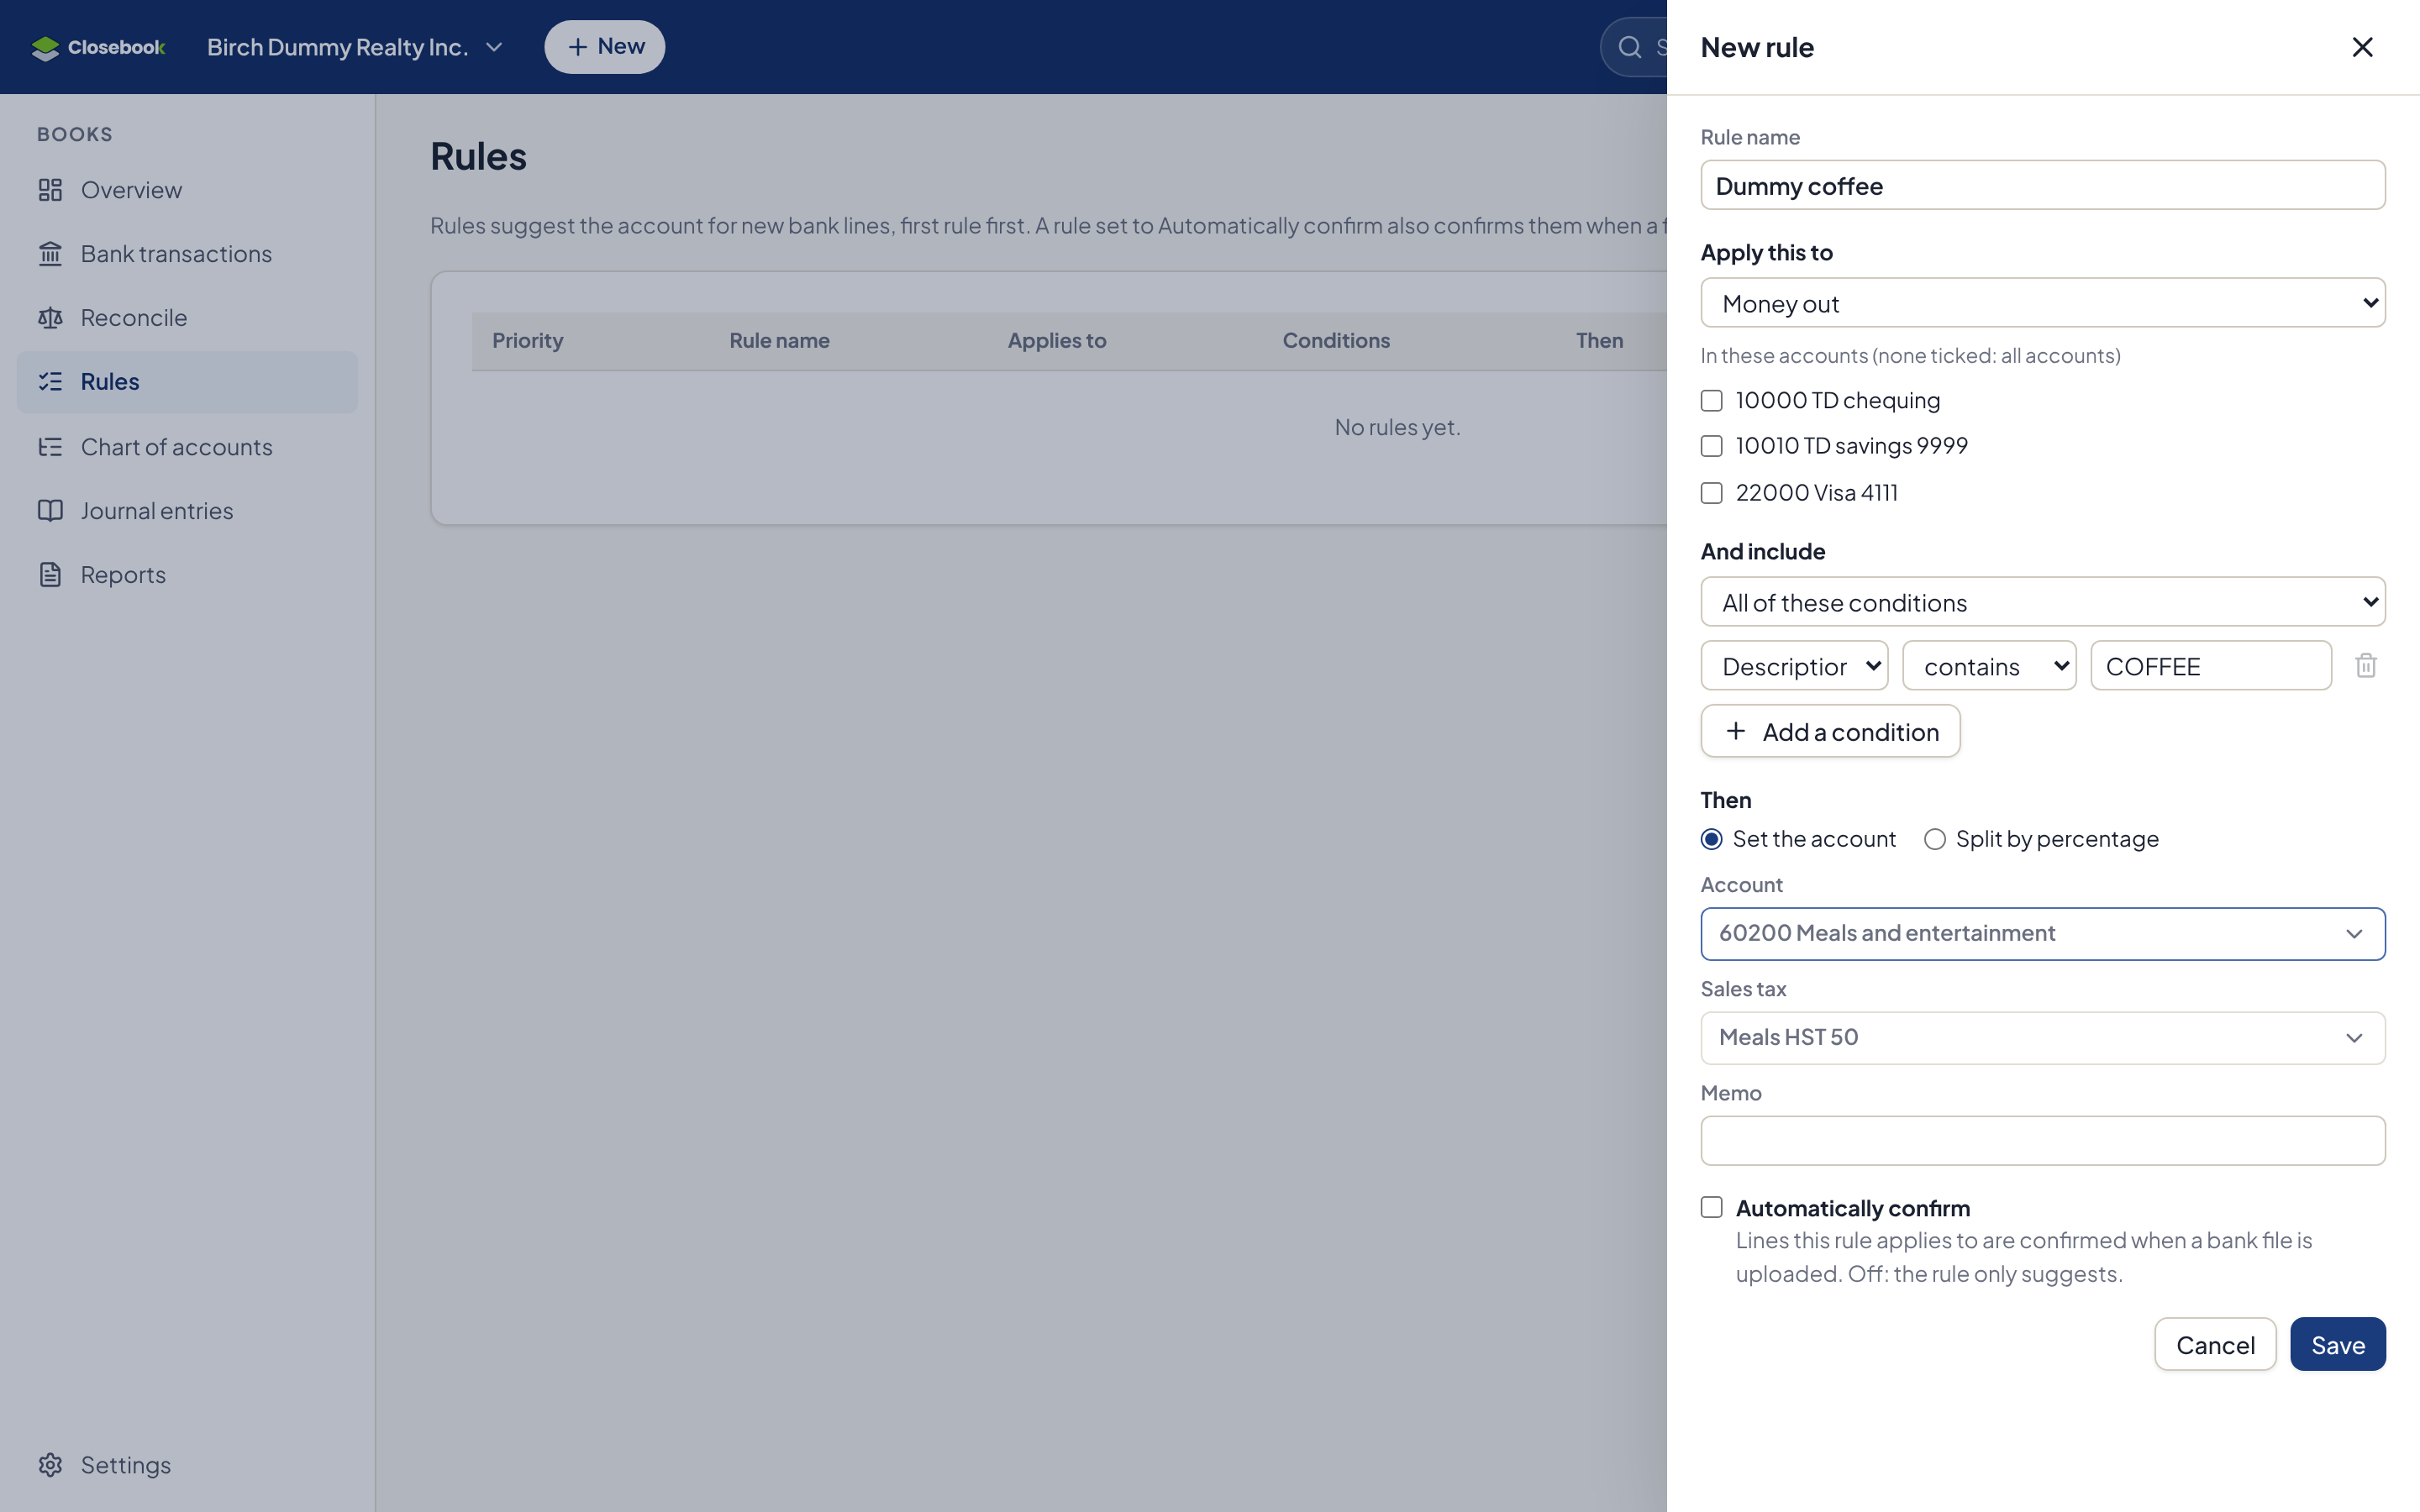 Closebook
Birch Dummy Realty Inc.
+ New
BOOKS
Overview
Bank transactions
Reconcile
Rules
Chart of accounts
Journal entries
Reports
Settings
Rules
Rules suggest the account for new bank lines, first rule first. A rule set to Automatically confirm also confirms them when a
Priority Rule name Applies to Conditions Then
No rules yet.
New rule
Rule name
Dummy coffee
Apply this to
Money out
In these accounts (none ticked: all accounts)
10000 TD chequing
10010 TD savings 9999
22000 Visa 4111
And include
All of these conditions
Description contains COFFEE
+ Add a condition
Then
Set the account Split by percentage
Account
60200 Meals and entertainment
Sales tax
Meals HST 50
Memo
Automatically confirm
Lines this rule applies to are confirmed when a bank file is
uploaded. Off: the rule only suggests.
Cancel Save